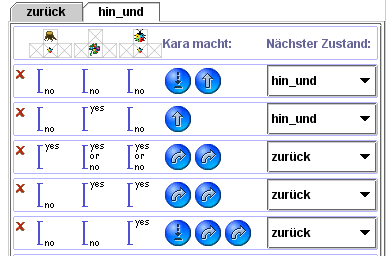 zurück hin_und
Kara macht: Nächster Zustand:
no no no hin_und
no yes no hin_und
yes yes or no yes or no zurück
no yes yes zurück
no no yes zurück